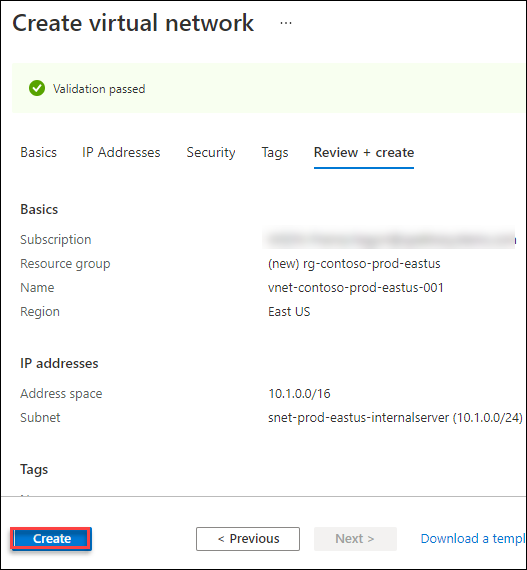 Create virtual network ...
Validation passed
Basics IP Addresses Security Tags Review + create
Basics
Subscription
Resource group (new) rg-contoso-prod-eastus
Name vnet-contoso-prod-eastus-001
Region East US
IP addresses
Address space 10.1.0.0/16
Subnet snet-prod-eastus-internalserver (10.1.0.0/24)
Tags
Create < Previous Next > Download a templ